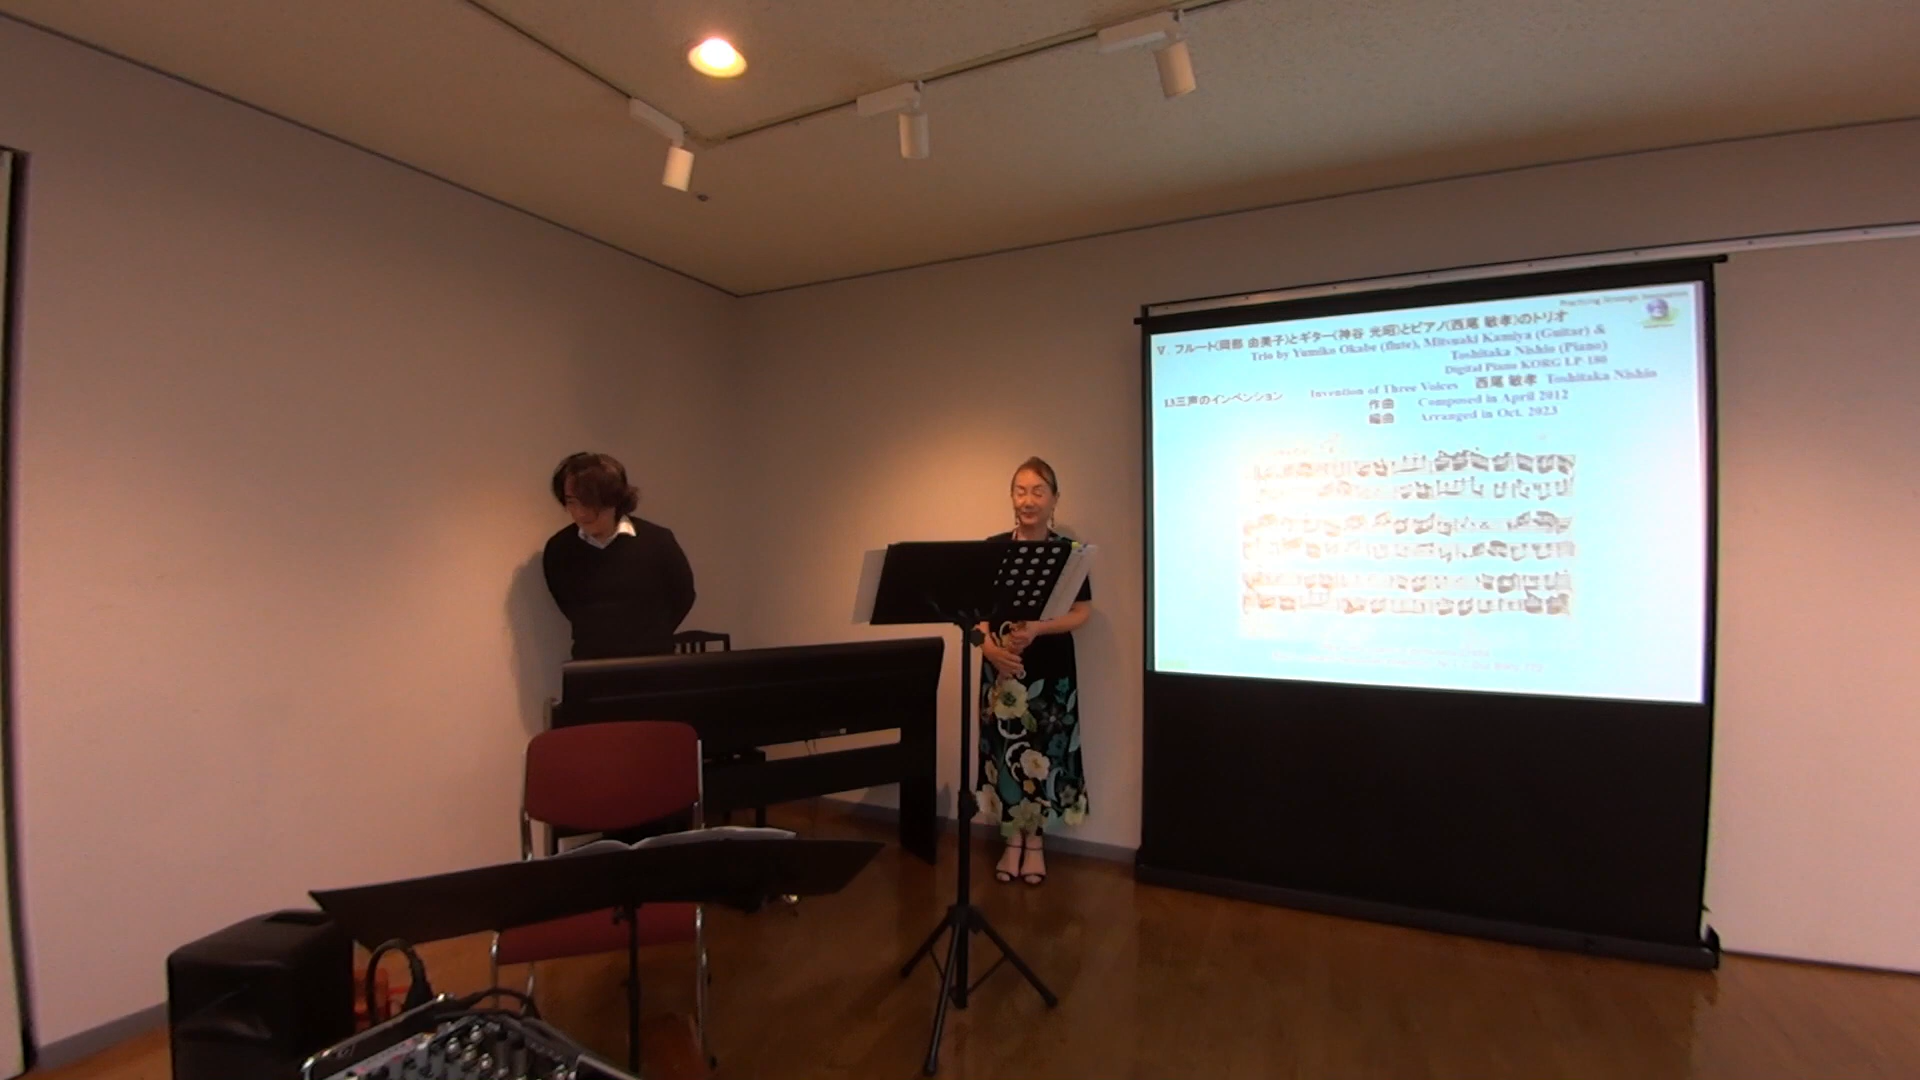 Practicing Strategic Innovation
Ⅴ. フルート(岡部 由美子)とギター(神谷 光昭)とピアノ(西尾 敏孝)のトリオ
Trio by Yumiko Okabe (flute), Mitsuaki Kamiya (Guitar) &
Toshitaka Nishio (Piano)
Digital Piano KORG LP-180
13三声のインベンション Invention of Three Voices 西尾 敏孝 Toshitaka Nishio
作曲 Composed in April 2012
編曲 Arranged in Oct. 2023